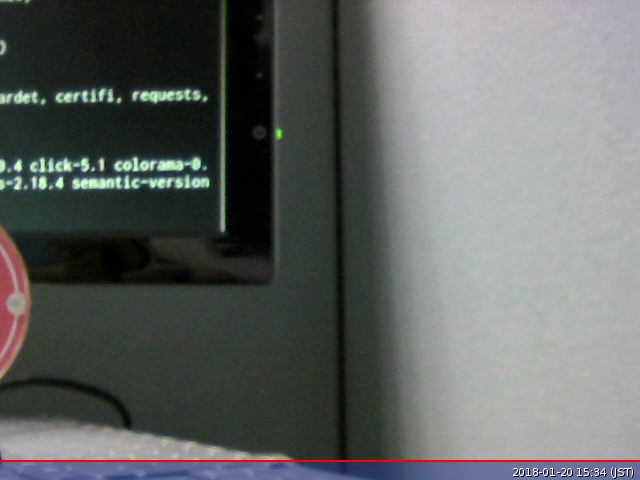 )
ardet, certifi, requests,
0.4 click-5.1 colorama-0.
s-2.18.4 semantic-version
2018-01-20 15:34 (JST)